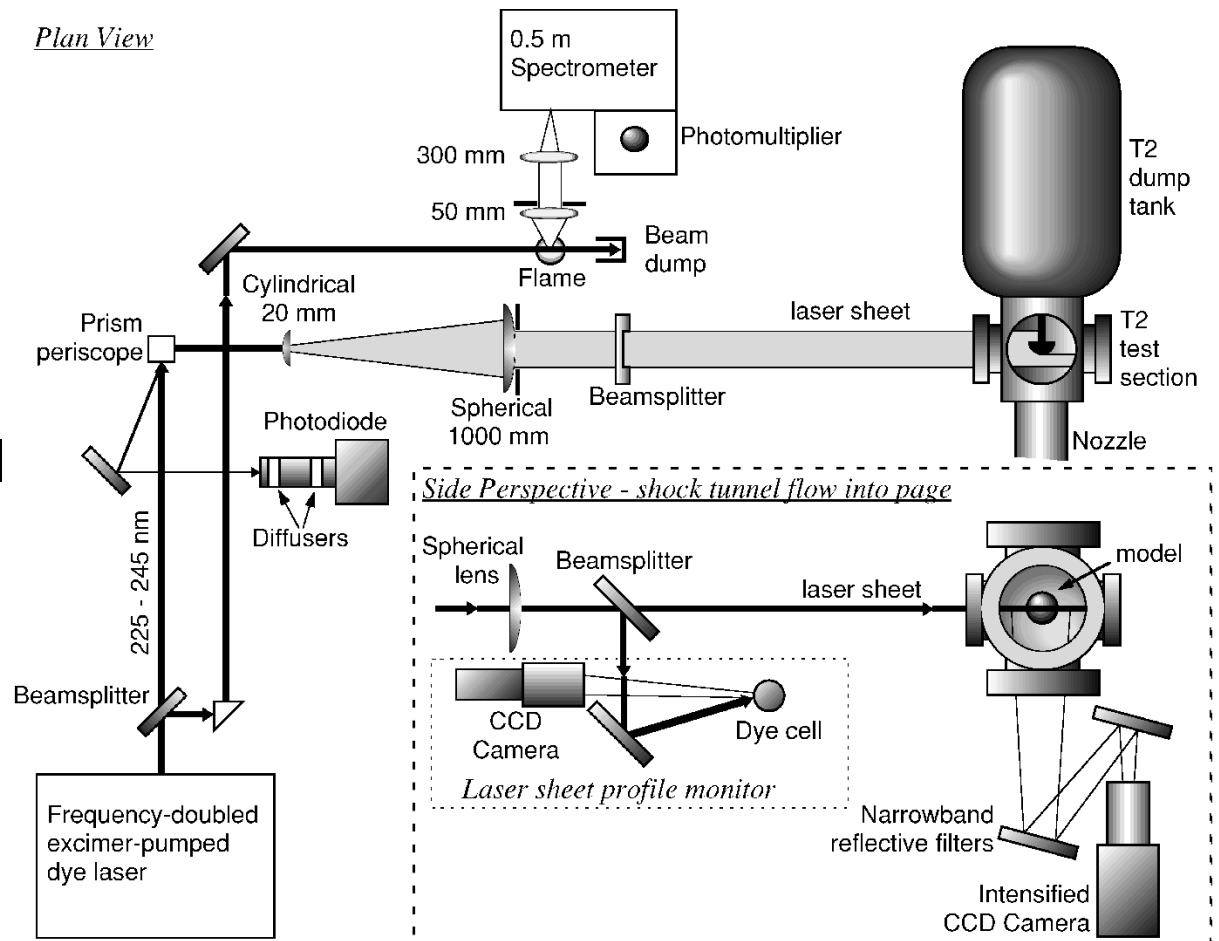 Plan View
0.5 m
Spectrometer
Photomultiplier
300 mm
50 mm
T2
dump
tank
Beam
dump
Flame
Cylindrical
20 mm
Prism
periscope
laser sheet
T2
test
section
Beamsplitter
Spherical
1000 mm
Nozzle
Photodiode
Diffusers
225 - 245 nm
Beamsplitter
Frequency-doubled
excimer-pumped
dye laser
Side Perspective - shock tunnel flow into page
Spherical
lens
Beamsplitter
model
laser sheet
CCD
Camera
Dye cell
Laser sheet profile monitor
Narrowband
reflective filters
Intensified
CCD Camera